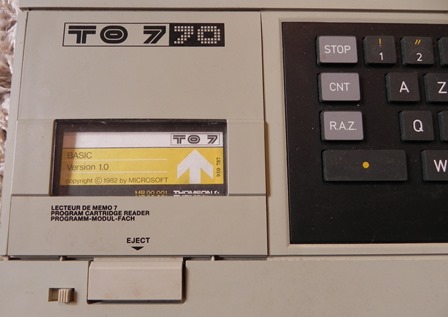 TO 770
TO 7
BASIC
Version 1.0
copyright © 1982 by MICROSOFT
THOMSON
LECTEUR DE MEMO 7
PROGRAM CARTRIDGE READER
PROGRAMM-MODUL-FACH
EJECT
STOP
! 1
" 2
CNT
A Z
R.A.Z.
Q
W